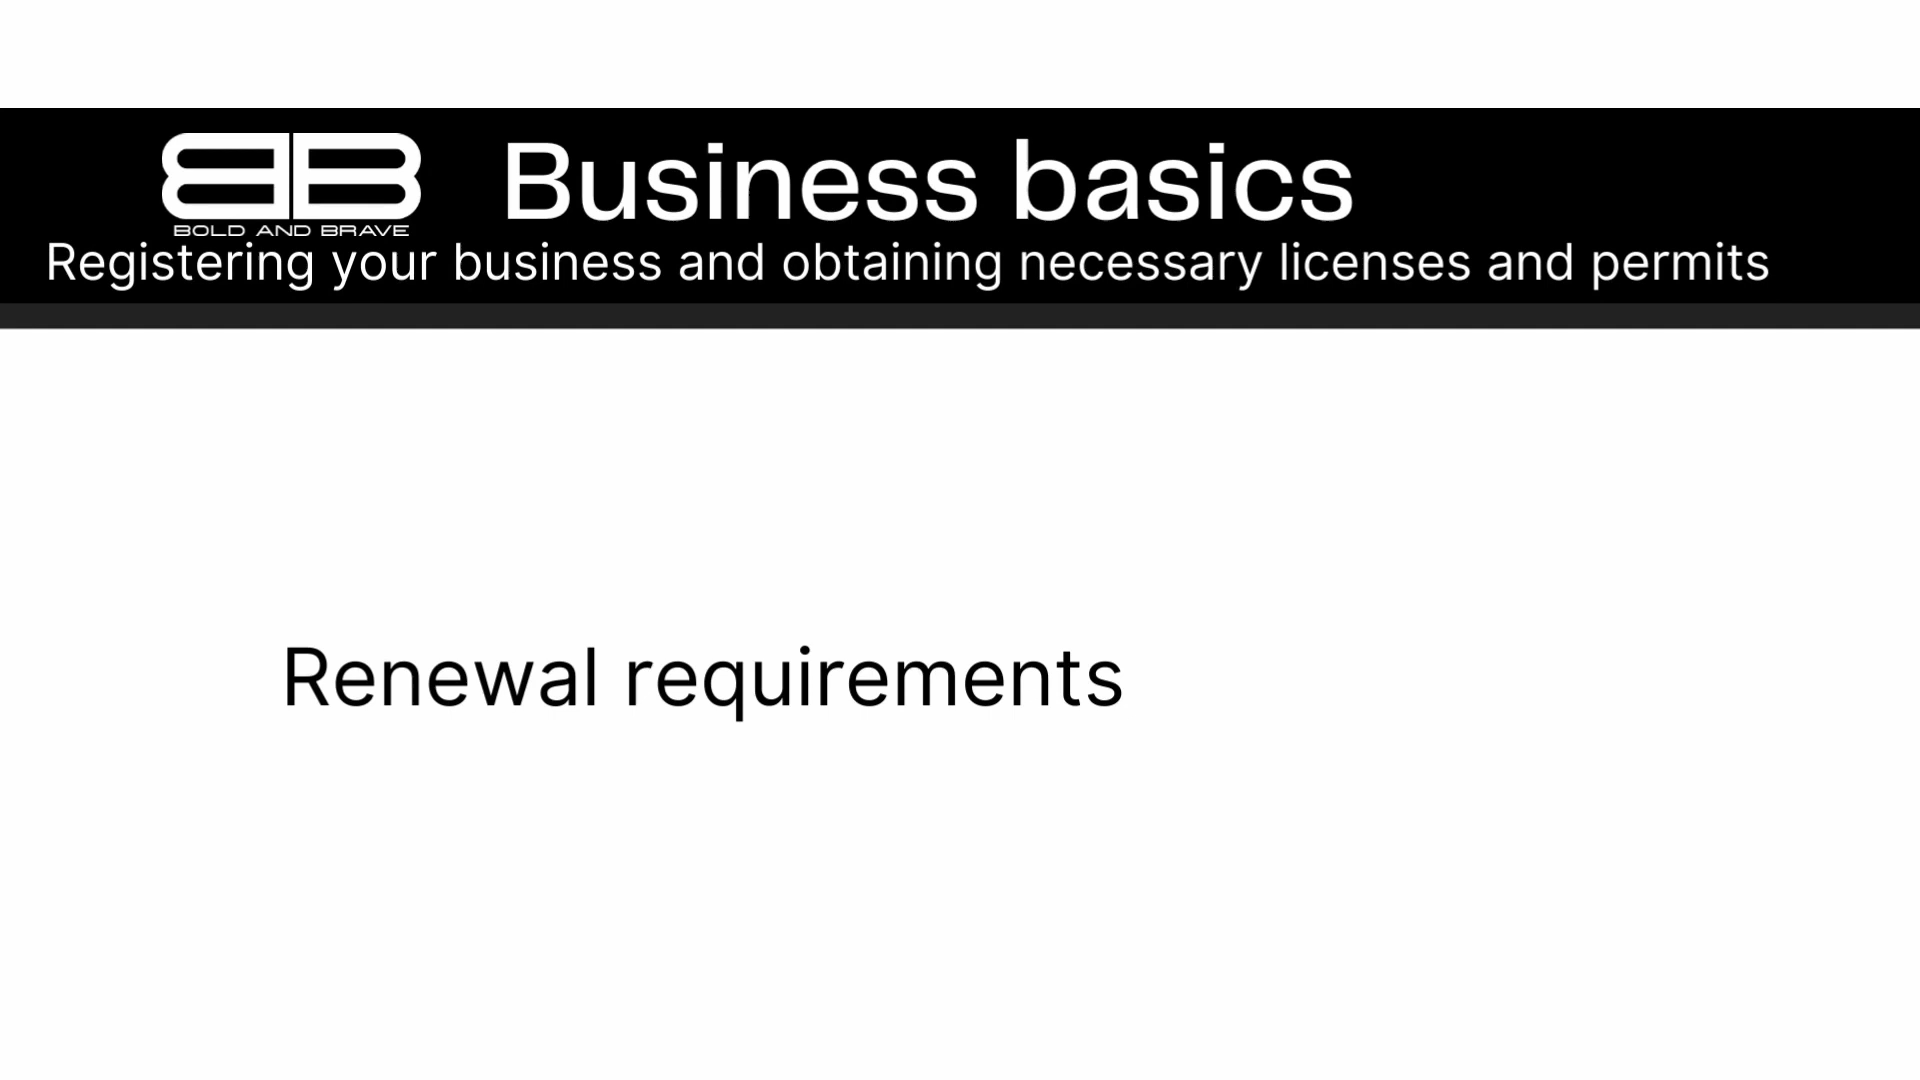 BB
BOLD AND BRAVE
Business basics
Registering your business and obtaining necessary licenses and permits
Renewal requirements